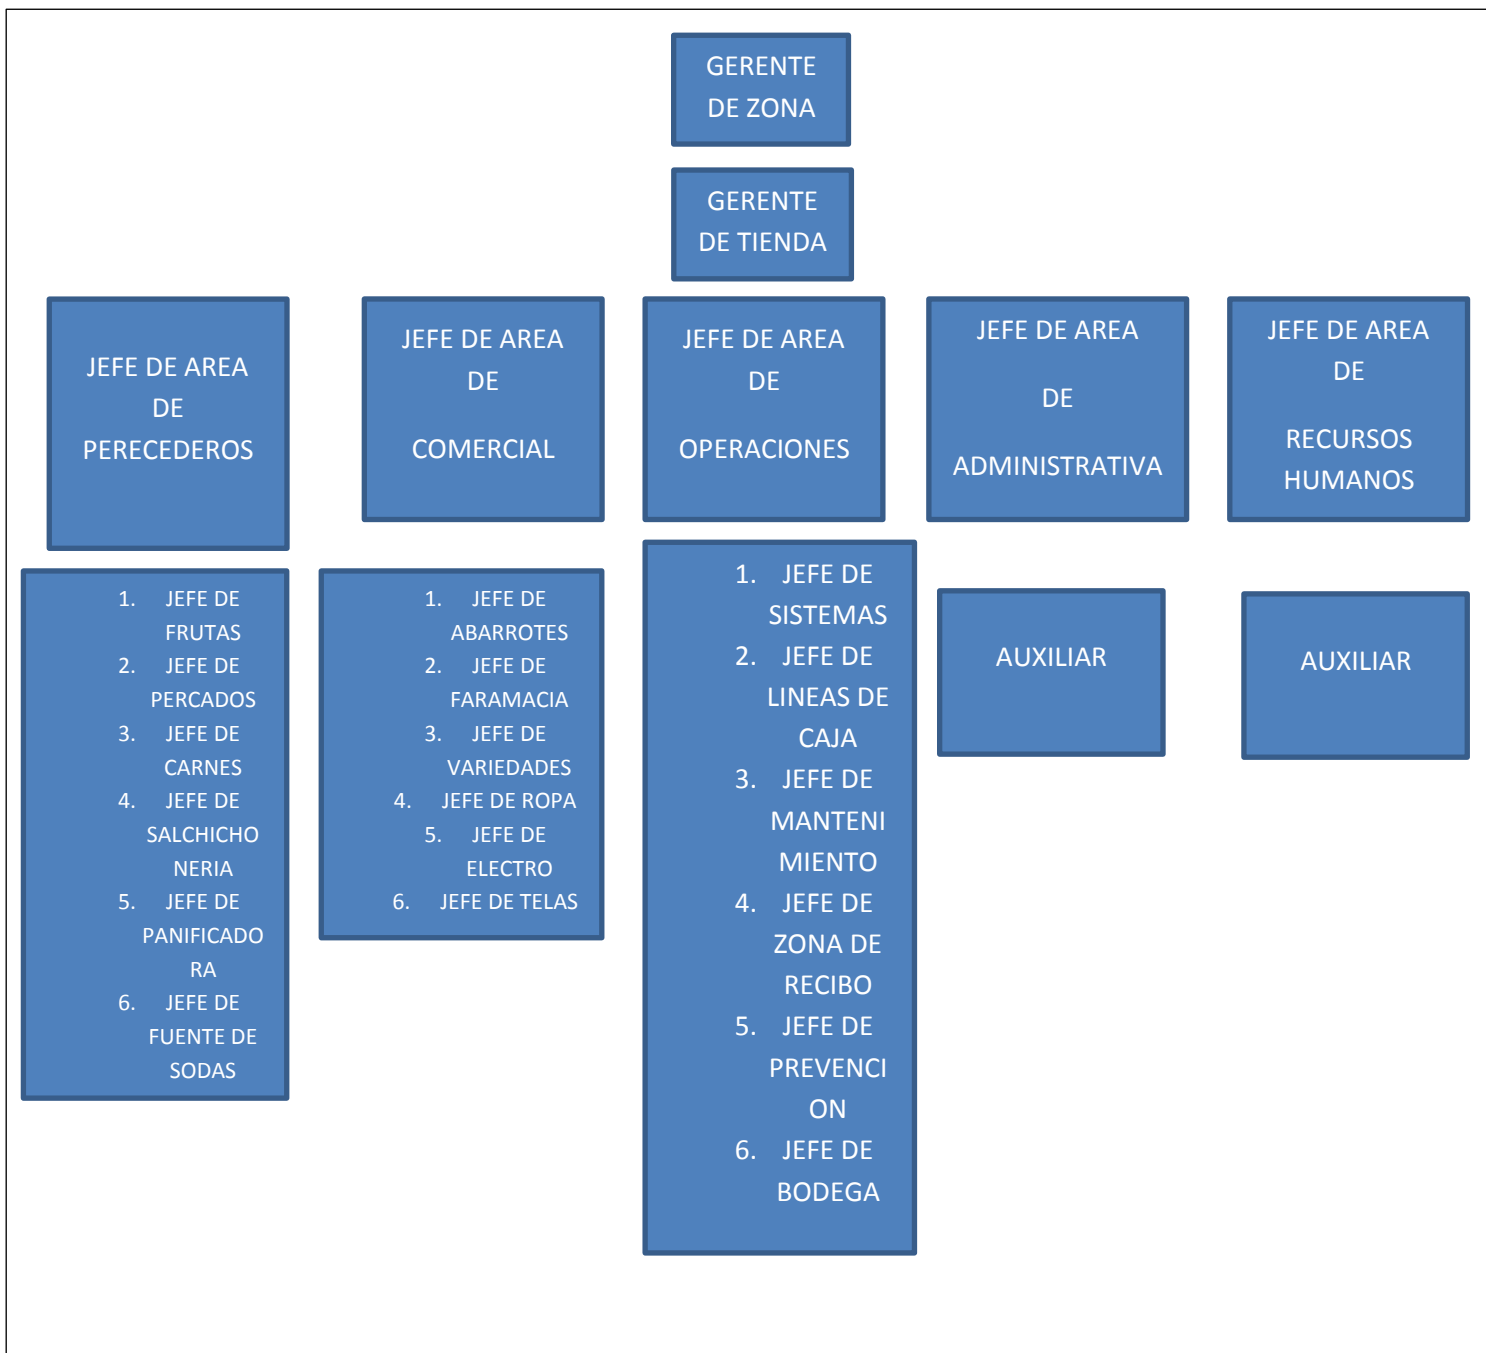 GERENTE
DE ZONA
GERENTE
DE TIENDA
JEFE DE AREA
DE
PERECEDEROS
JEFE DE AREA
DE
COMERCIAL
JEFE DE AREA
DE
OPERACIONES
JEFE DE AREA
DE
ADMINISTRATIVA
JEFE DE AREA
DE
RECURSOS
HUMANOS
1. JEFE DE
FRUTAS
2. JEFE DE
PERCADOS
3. JEFE DE
CARNES
4. JEFE DE
SALCHICHO
NERIA
5. JEFE DE
PANIFICADO
RA
6. JEFE DE
FUENTE DE
SODAS
1. JEFE DE
ABARROTES
2. JEFE DE
FARAMACIA
3. JEFE DE
VARIEDADES
4. JEFE DE ROPA
5. JEFE DE
ELECTRO
6. JEFE DE TELAS
1. JEFE DE
SISTEMAS
2. JEFE DE
LINEAS DE
CAJA
3. JEFE DE
MANTENI
MIENTO
4. JEFE DE
ZONA DE
RECIBO
5. JEFE DE
PREVENCI
ON
6. JEFE DE
BODEGA
AUXILIAR
AUXILIAR